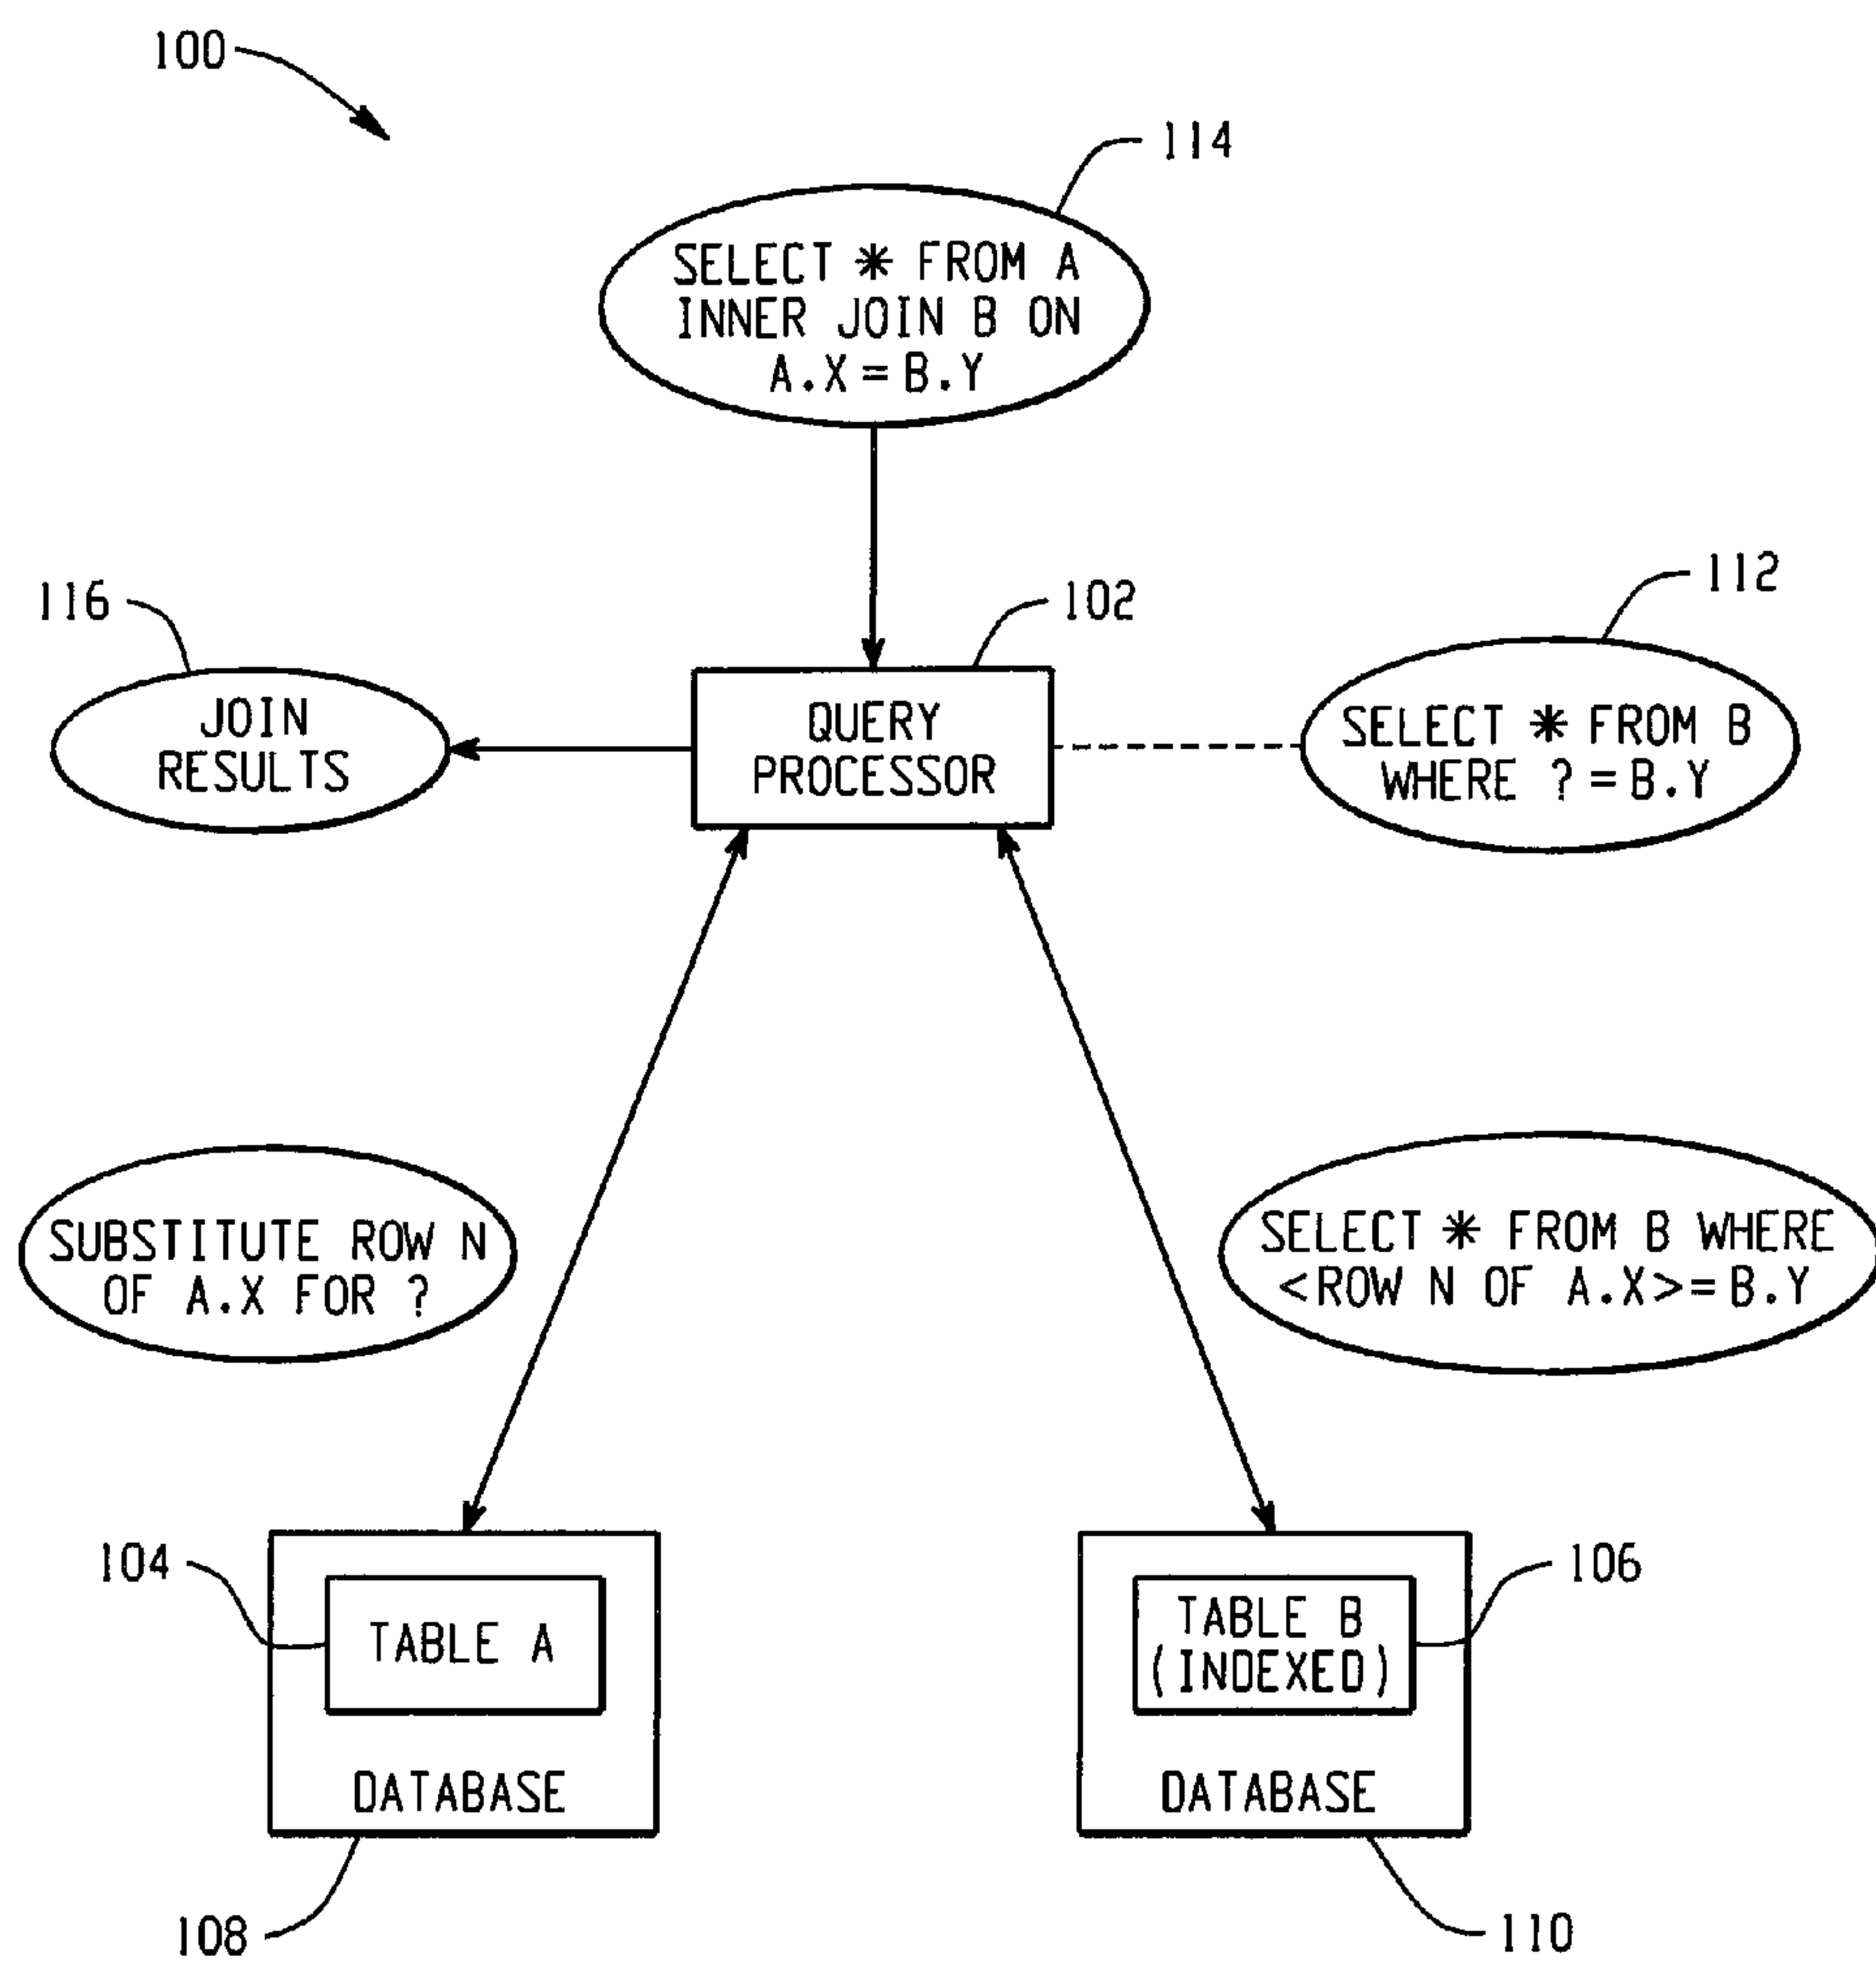 100
114
SELECT * FROM A
INNER JOIN B ON
A.X=B.Y
116
102
112
JOIN
RESULTS
QUERY
PROCESSOR
SELECT * FROM B
WHERE ?=B.Y
SUBSTITUTE ROW N
OF A.X FOR ?
SELECT * FROM B WHERE
<ROW N OF A.X>=B.Y
104
TABLE A
DATABASE
108
106
TABLE B
(INDEXED)
DATABASE
110